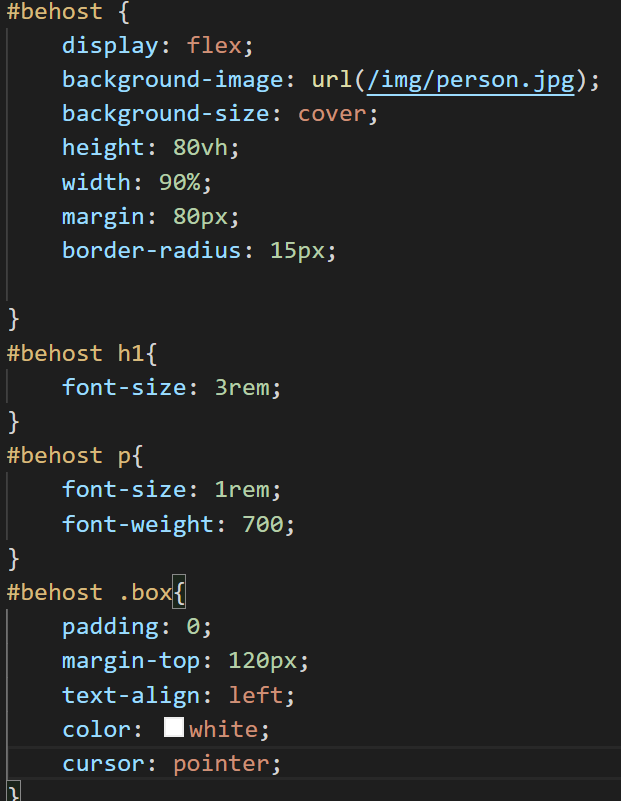 #behost {
    display: flex;
    background-image: url(/img/person.jpg);
    background-size: cover;
    height: 80vh;
    width: 90%;
    margin: 80px;
    border-radius: 15px;

}
#behost h1{
    font-size: 3rem;
}
#behost p{
    font-size: 1rem;
    font-weight: 700;
}
#behost .box{
    padding: 0;
    margin-top: 120px;
    text-align: left;
    color: white;
    cursor: pointer;
}